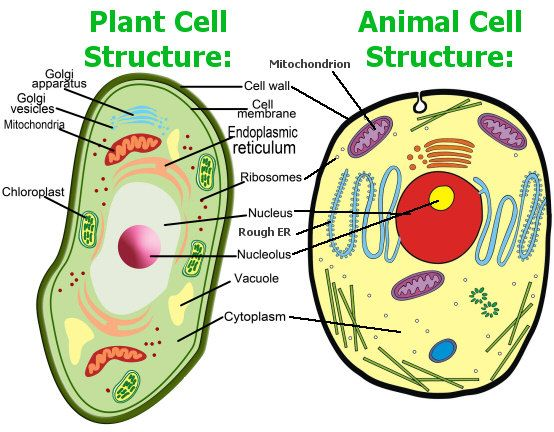 Plant Cell
Structure:
Animal Cell
Structure:
Golgi
apparatus
Golgi
vesicles
Mitochondria
Chloroplast
Mitochondrion
Cell wall
Cell
membrane
Endoplasmic
reticulum
Ribosomes
Nucleus
Rough ER
Nucleolus
Vacuole
Cytoplasm